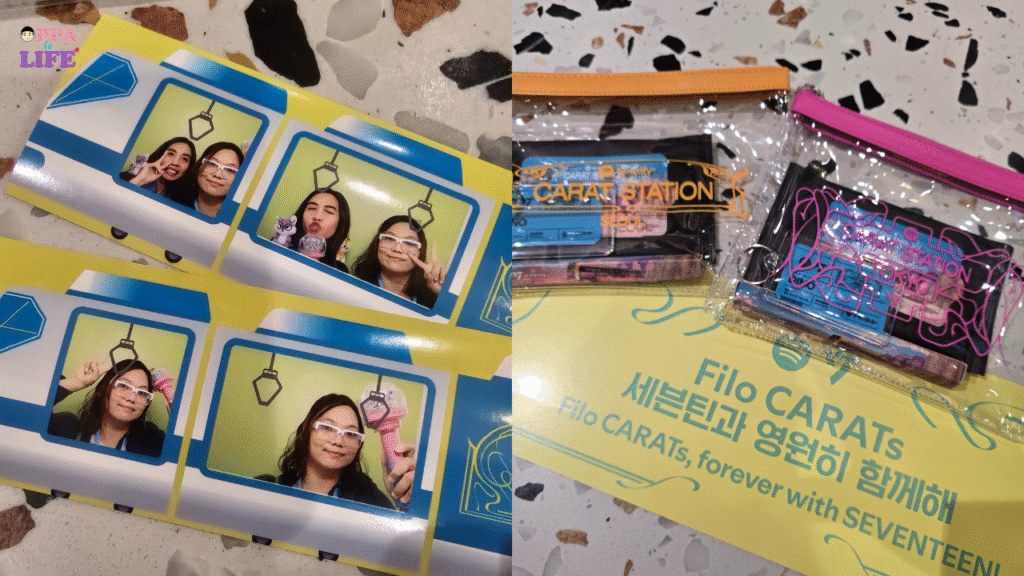 OPPA
LIFE
CARAT STATION
SEOUL
CARAT STATION
TOKYO
Filo CARATs
세븐틴과 영원히 함께해
Filo CARATs, forever with SEVENTEEN!